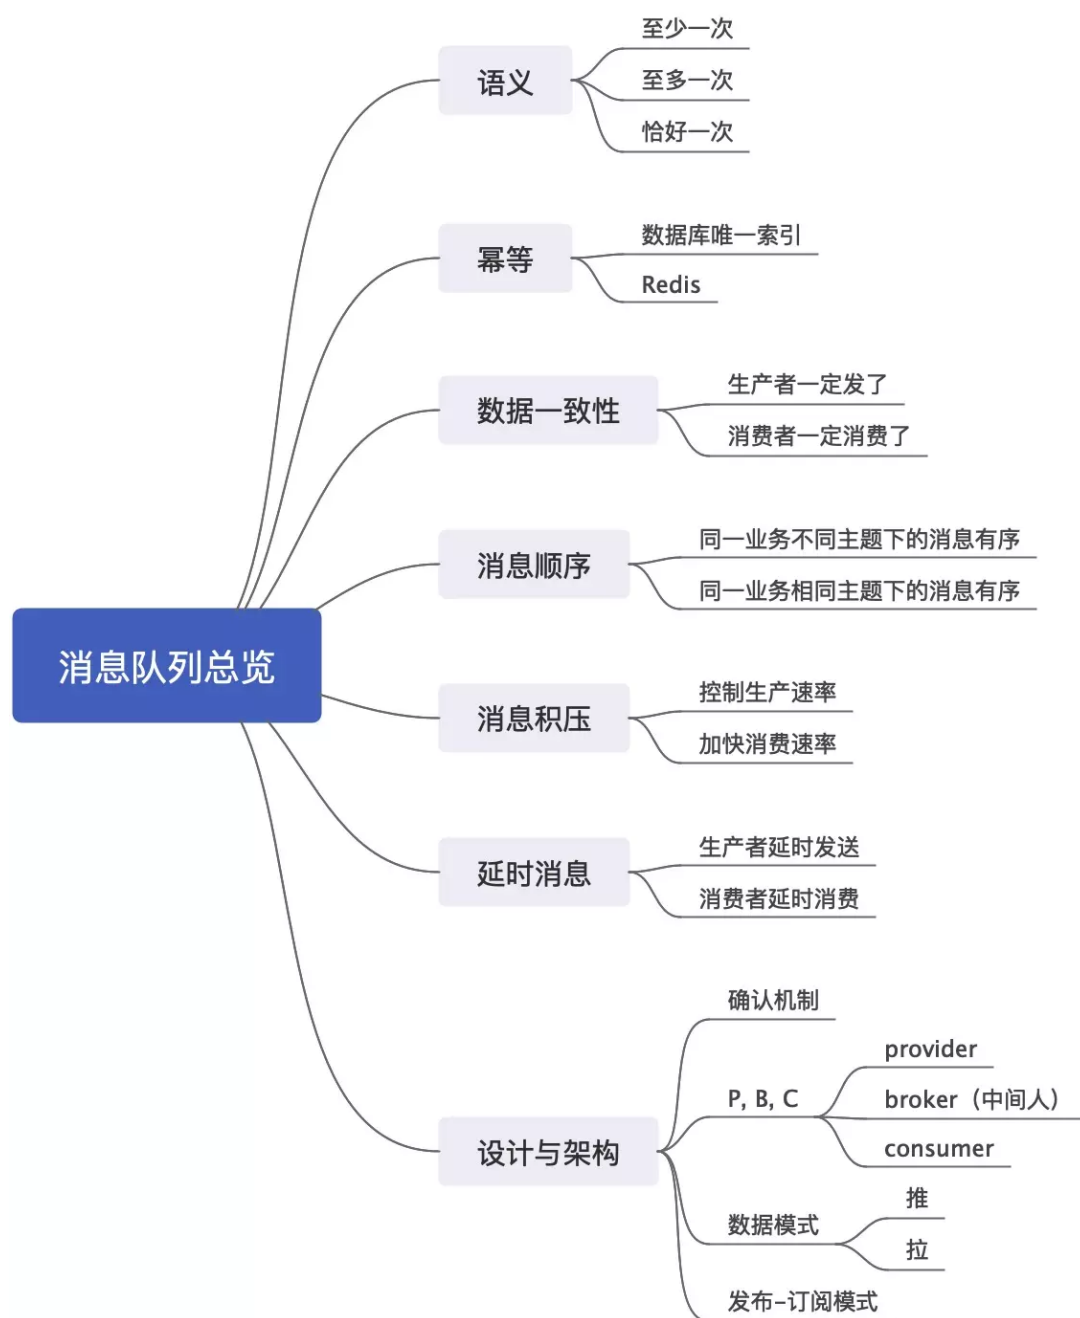 消息队列总览
语义
至少一次
至多一次
恰好一次
幂等
数据库唯一索引
Redis
数据一致性
生产者一定发了
消费者一定消费了
消息顺序
同一业务不同主题下的消息有序
同一业务相同主题下的消息有序
消息积压
控制生产速率
加快消费速率
延时消息
生产者延时发送
消费者延时消费
设计与架构
确认机制
P, B, C
provider
broker（中间人）
consumer
数据模式
推
拉
发布-订阅模式